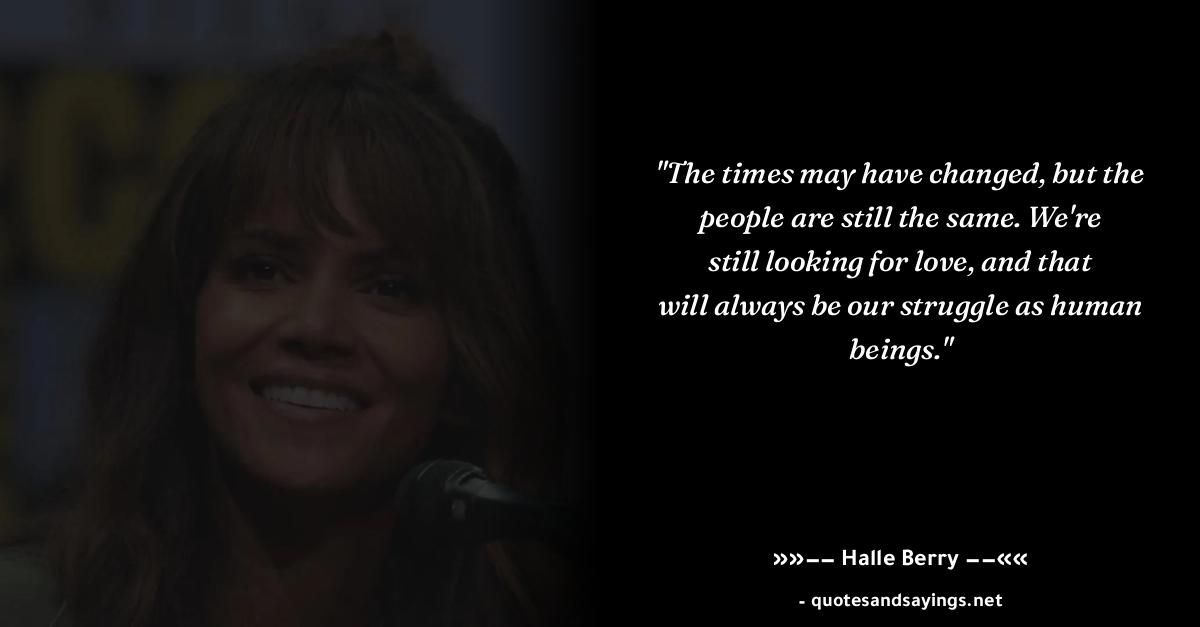 "The times may have changed, but the
people are still the same. We're
still looking for love, and that
will always be our struggle as human
beings."
»»−− Halle Berry −−««
- quotesandsayings.net